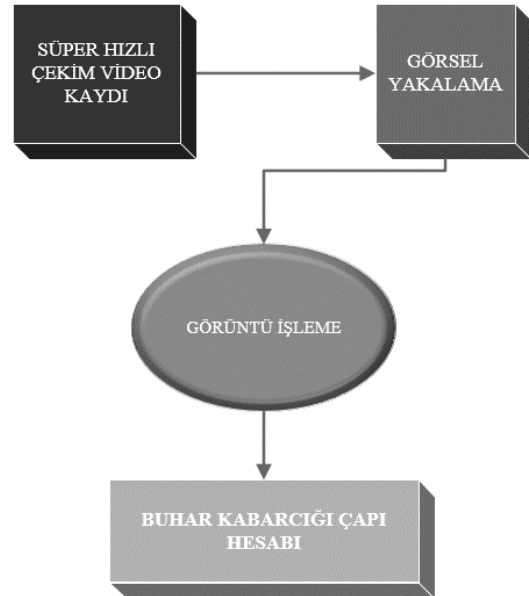 SÜPER HIZLI
ÇEKİM VİDEO
KAYDI
GÖRSEL
YAKALAMA
GÖRÜNTÜ İŞLEME
BUHAR KABARCIĞI ÇAPI
HESABI